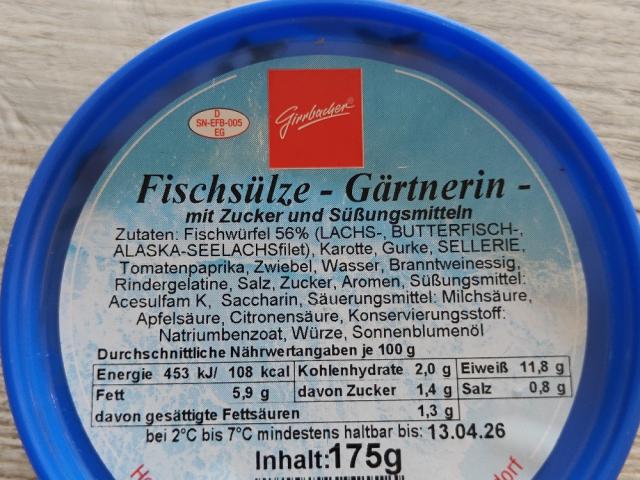 Girrbacher®
D
SN-EFB-005
EG
Fischsülze - Gärtnerin -
mit Zucker und Süßungsmitteln
Zutaten: Fischwürfel 56% (LACHS-, BUTTERFISCH-,
ALASKA-SEELACHSfilet), Karotte, Gurke, SELLERIE,
Tomatenpaprika, Zwiebel, Wasser, Branntweinessig,
Rindergelatine, Salz, Zucker, Aromen, Süßungsmittel:
Acesulfam K, Saccharin, Säuerungsmittel: Milchsäure,
Apfelsäure, Citronensäure, Konservierungsstoff:
Natriumbenzoat, Würze, Sonnenblumenöl
Durchschnittliche Nährwertangaben je 100 g
Energie 453 kJ/ 108 kcal Kohlenhydrate 2,0 g Eiweiß 11,8 g
Fett 5,9 g davon Zucker 1,4 g Salz 0,8 g
davon gesättigte Fettsäuren 1,3 g
bei 2°C bis 7°C mindestens haltbar bis: 13.04.26
Inhalt:175g